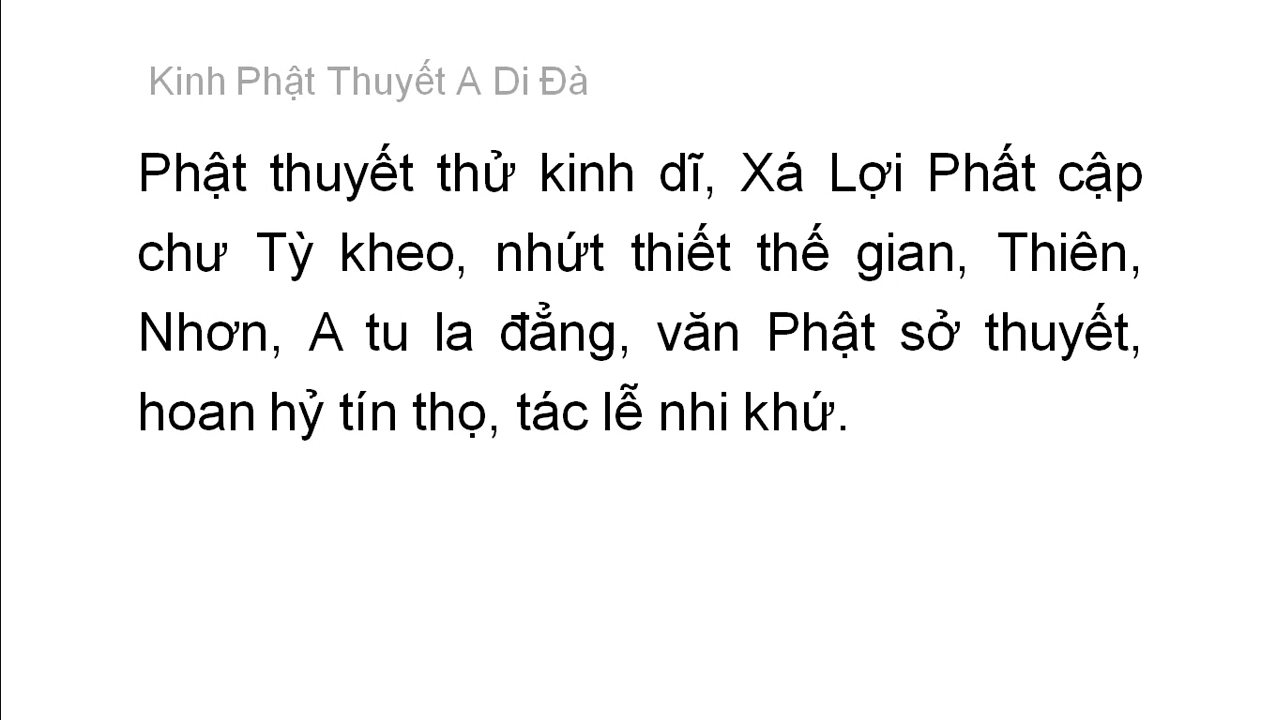 Kinh Phật Thuyết A Di Đà
Phật thuyết thử kinh dĩ, Xá Lợi Phất cập
chư Tỳ kheo, nhứt thiết thế gian, Thiên,
Nhơn, A tu la đẳng, văn Phật sở thuyết,
hoan hỷ tín thọ, tác lễ nhi khứ.